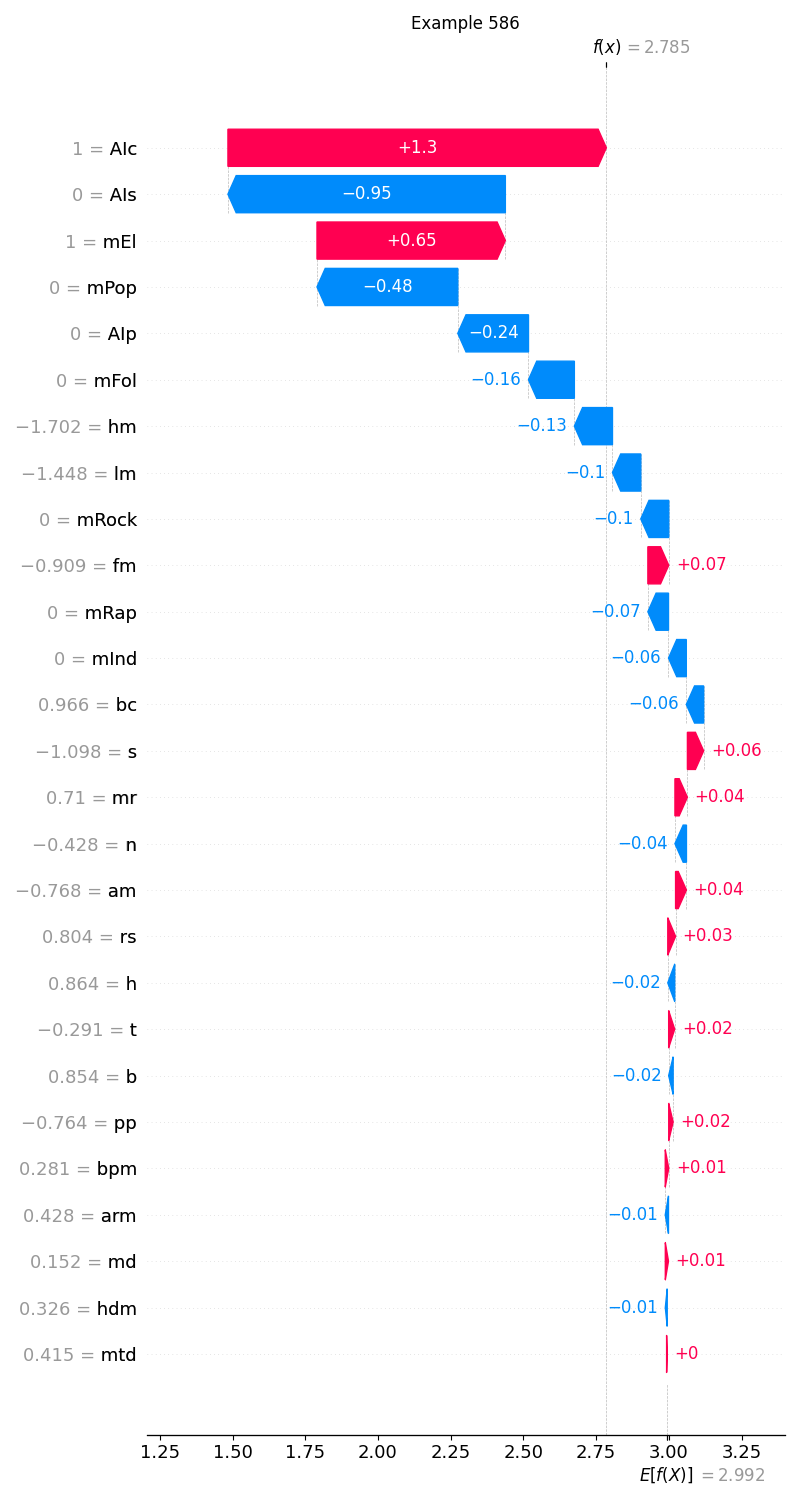 Example 586
f(x) = 2.785
1 = AIc +1.3
0 = AIs −0.95
1 = mEl +0.65
0 = mPop −0.48
0 = AIp −0.24
0 = mFol −0.16
−1.702 = hm −0.13
−1.448 = lm −0.1
0 = mRock −0.1
−0.909 = fm +0.07
0 = mRap −0.07
0 = mInd −0.06
0.966 = bc −0.06
−1.098 = s +0.06
0.71 = mr +0.04
−0.428 = n −0.04
−0.768 = am +0.04
0.804 = rs +0.03
0.864 = h −0.02
−0.291 = t +0.02
0.854 = b −0.02
−0.764 = pp +0.02
0.281 = bpm +0.01
0.428 = arm −0.01
0.152 = md +0.01
0.326 = hdm −0.01
0.415 = mtd +0
1.25 1.50 1.75 2.00 2.25 2.50 2.75 3.00 3.25
E[f(X)] = 2.992